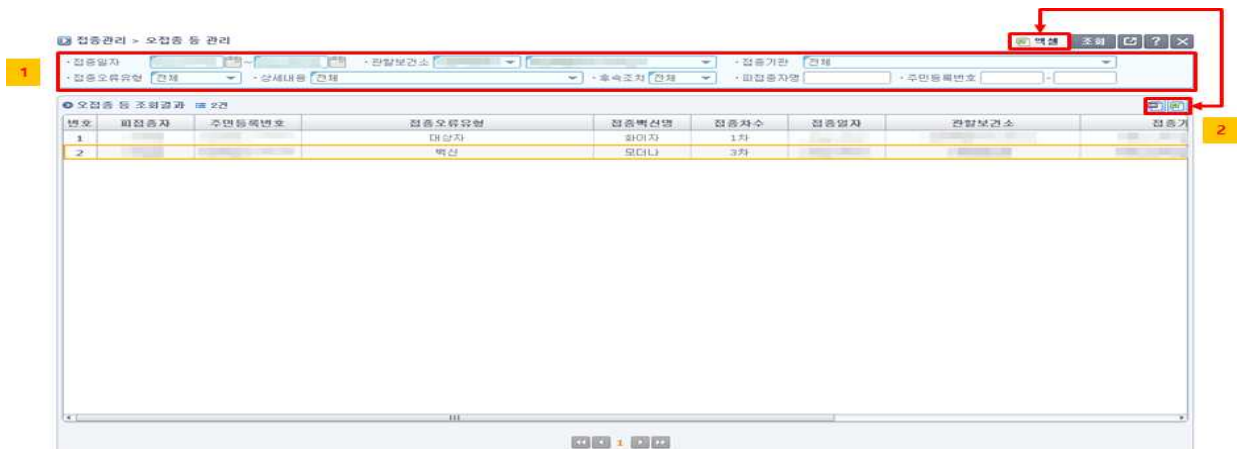 접종관리 > 오접종 등 관리
엑셀 조회 ?
1
·접종일자 ~ ·관할보건소 ·접종기관 전체
·접종오류유형 전체 ·상세내용 전체 ·후속조치 전체 ·피접종자명 ·주민등록번호 -
오접종 등 조회결과 2건
2
번호 피접종자 주민등록번호 접종오류유형 접종백신명 접종차수 접종일자 관할보건소 접종기
1 대상자 화이자 1차
2 백신 모더나 3차
1